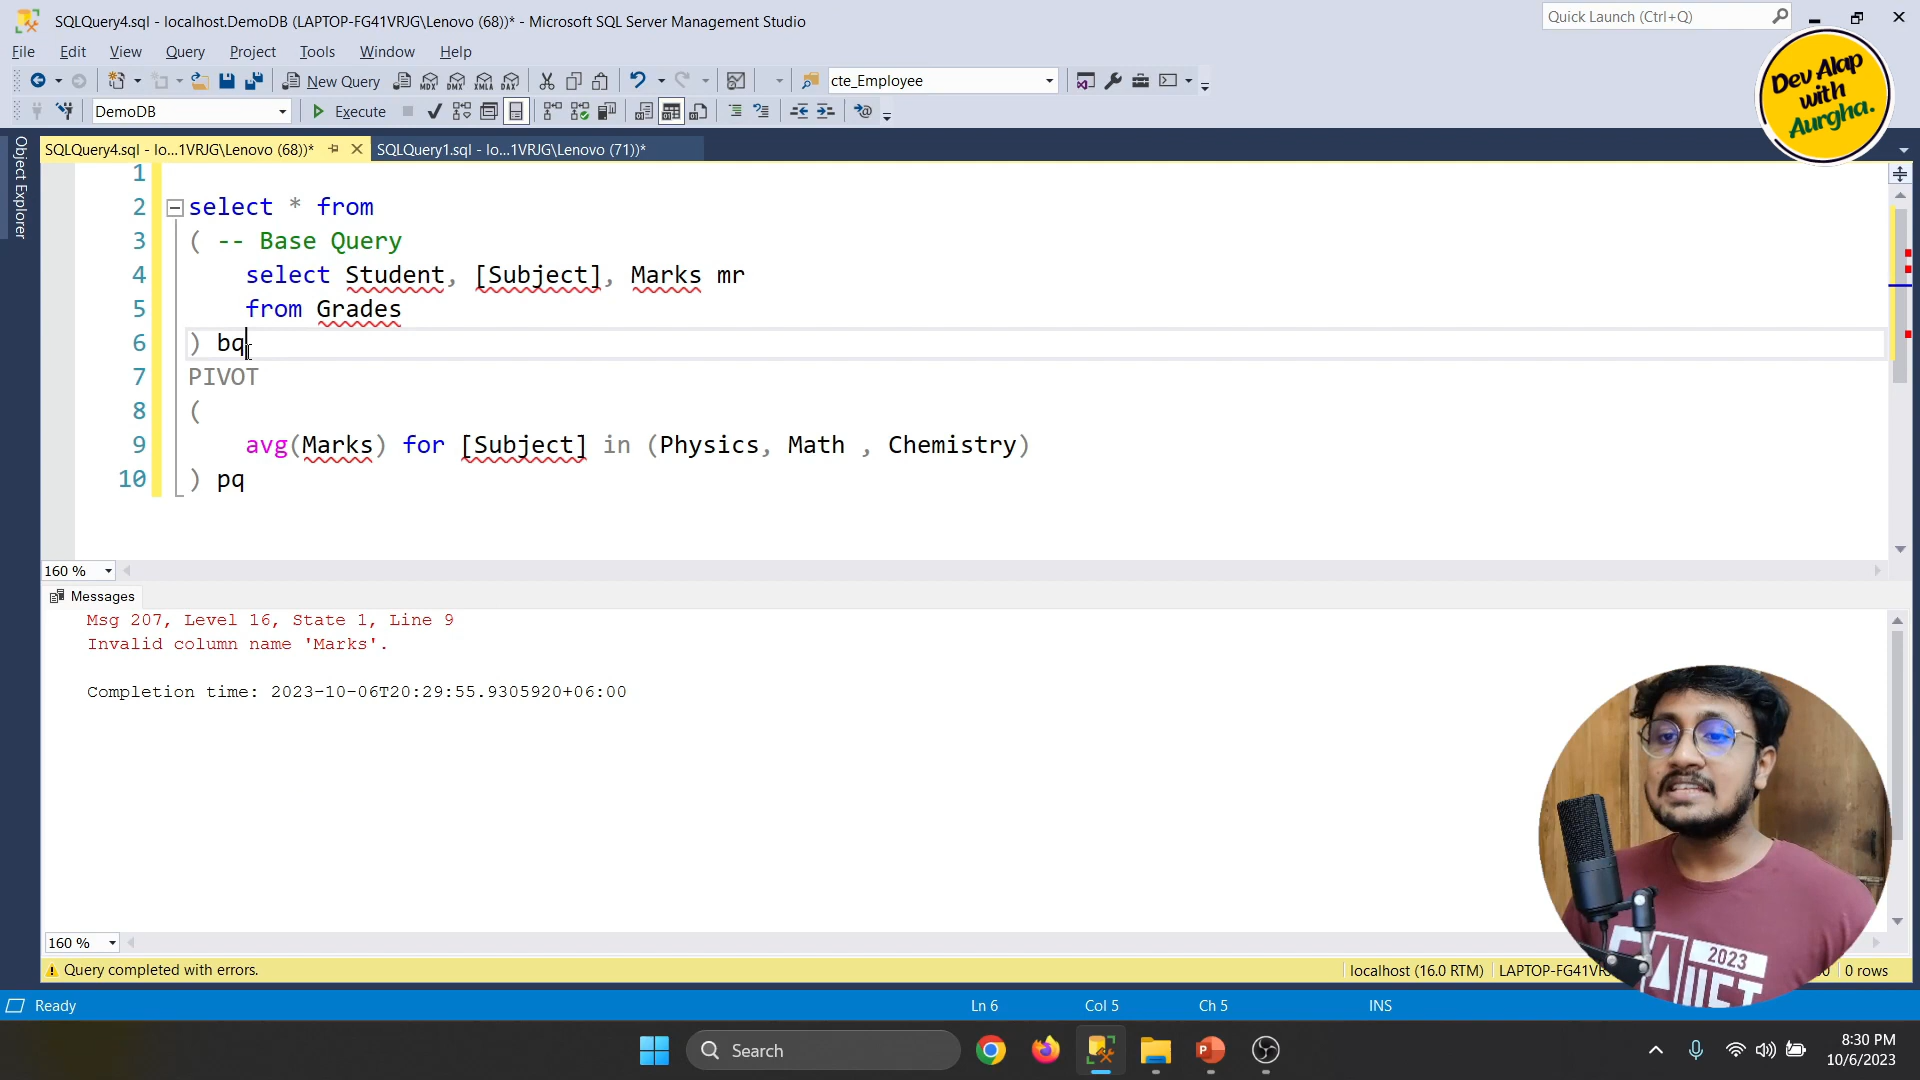 SQLQuery4.sql - localhost.DemoDB (LAPTOP-FG41VRJG\Lenovo (68))* - Microsoft SQL Server Management Studio
Quick Launch (Ctrl+Q)
File Edit View Query Project Tools Window Help
Dev Alap
with
Aurgha.
New Query
MDX DMX XMLA DAX
cte_Employee
DemoDB
Execute
Object Explorer
SQLQuery4.sql - lo...1VRJG\Lenovo (68))*
SQLQuery1.sql - lo...1VRJG\Lenovo (71))*
1
2 select * from
3 ( -- Base Query
4 select Student, [Subject], Marks mr
5 from Grades
6 ) bq
7 PIVOT
8 (
9 avg(Marks) for [Subject] in (Physics, Math , Chemistry)
10 ) pq
160 %
Messages
Msg 207, Level 16, State 1, Line 9
Invalid column name 'Marks'.
Completion time: 2023-10-06T20:29:55.9305920+06:00
2023
160 %
Query completed with errors.
localhost (16.0 RTM)
LAPTOP-FG41VR
0 rows
Ready
Ln 6
Col 5
Ch 5
INS
Search
8:30 PM
10/6/2023